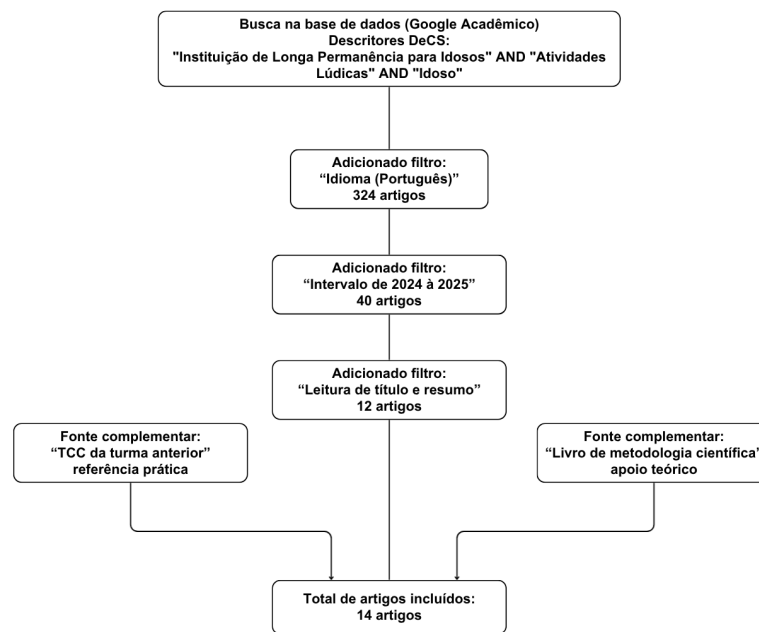 Busca na base de dados (Google Acadêmico)
Descritores DeCS:
"Instituição de Longa Permanência para Idosos" AND "Atividades
Lúdicas" AND "Idoso"
Adicionado filtro:
“Idioma (Português)”
324 artigos
Adicionado filtro:
“Intervalo de 2024 à 2025”
40 artigos
Adicionado filtro:
“Leitura de título e resumo”
12 artigos
Fonte complementar:
“TCC da turma anterior”
referência prática
Fonte complementar:
“Livro de metodologia científica”
apoio teórico
Total de artigos incluídos:
14 artigos